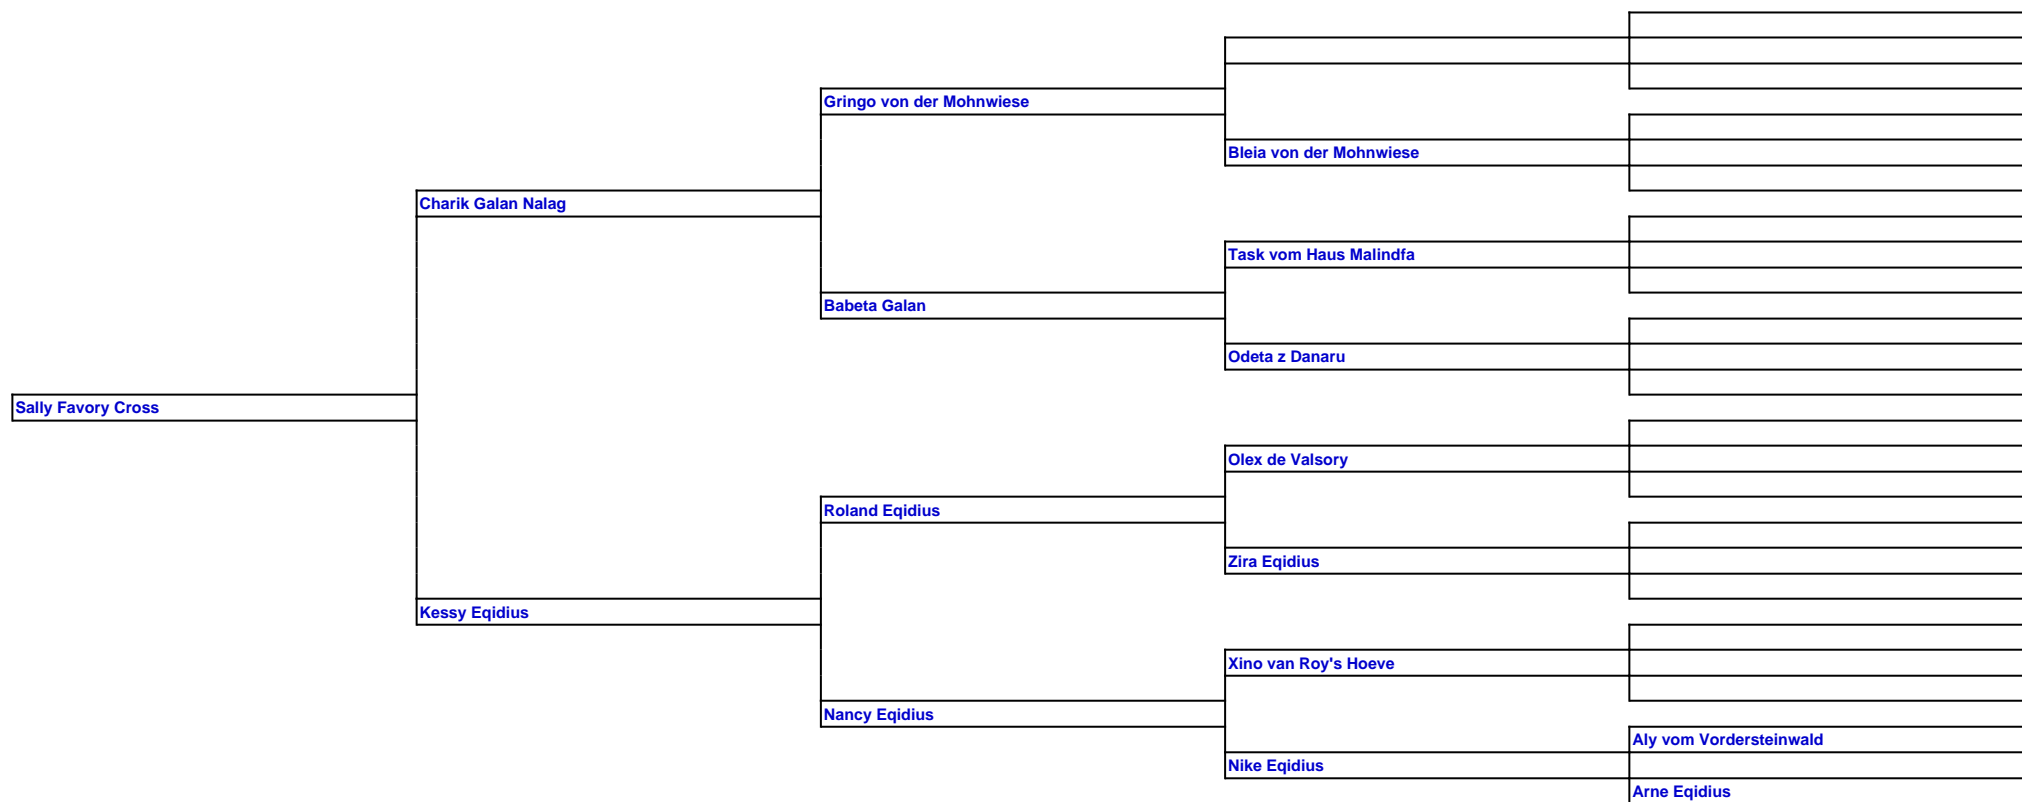 Gringo von der Mohnwiese
Bleia von der Mohnwiese
Charik Galan Nalag
Task vom Haus Malindfa
Babeta Galan
Odeta z Danaru
Sally Favory Cross
Olex de Valsory
Roland Eqidius
Zira Eqidius
Kessy Eqidius
Xino van Roy's Hoeve
Nancy Eqidius
Aly vom Vordersteinwald
Nike Eqidius
Arne Eqidius